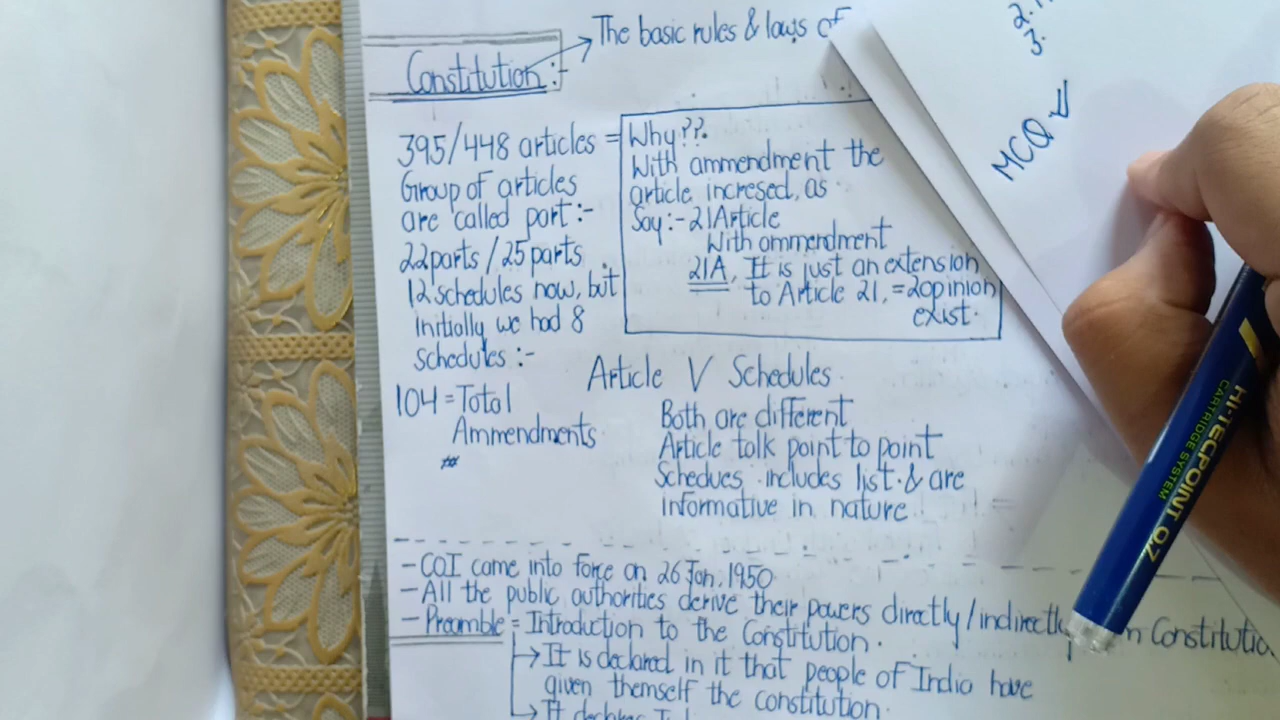 The basic rules & laws of
Constitution :-
395/448 articles =
Group of articles
are called part :-
22 parts / 25 parts
12 schedules now, but
initially we had 8
schedules :-
104 = Total
Ammendments
#
Why??
With ammendment the
article incresed, as
Say :- 21 Article
With ammendment
21A, It is just an extension
to Article 21, = 2 opinion
exist.
Article V Schedules
Both are different
Article talk point to point
Schedues includes list & are
informative in nature
- COI came into force on 26 Jan, 1950
- All the public authorities derive their powers directly/indirectly Constitution
- Preamble = Introduction to the Constitution.
→ It is declared in it that people of India have
given themself the constitution.
→ It declares
2.
3.
MCQ
HI-TECPOINT 0.7
CARTRIDGE SYSTEM